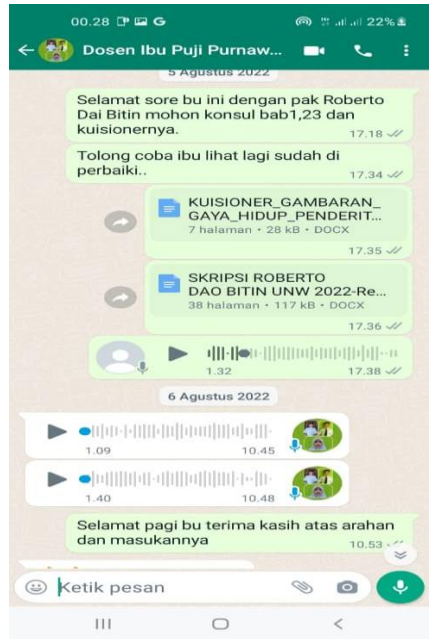 00.28 G 22%
Dosen Ibu Puji Purnaw...
5 Agustus 2022
Selamat sore bu ini dengan pak Roberto
Dai Bitin mohon konsul bab1,23 dan
kuisionernya.
17.18
Tolong coba ibu lihat lagi sudah di
perbaiki..
17.34
KUISIONER_GAMBARAN_
GAYA_HIDUP_PENDERIT...
7 halaman • 28 kB • DOCX
17.35
SKRIPSI ROBERTO
DAO BITIN UNW 2022-Re...
38 halaman • 117 kB • DOCX
17.36
1.32 17.38
6 Agustus 2022
1.09 10.45
1.40 10.48
Selamat pagi bu terima kasih atas arahan
dan masukannya
10.53
Ketik pesan